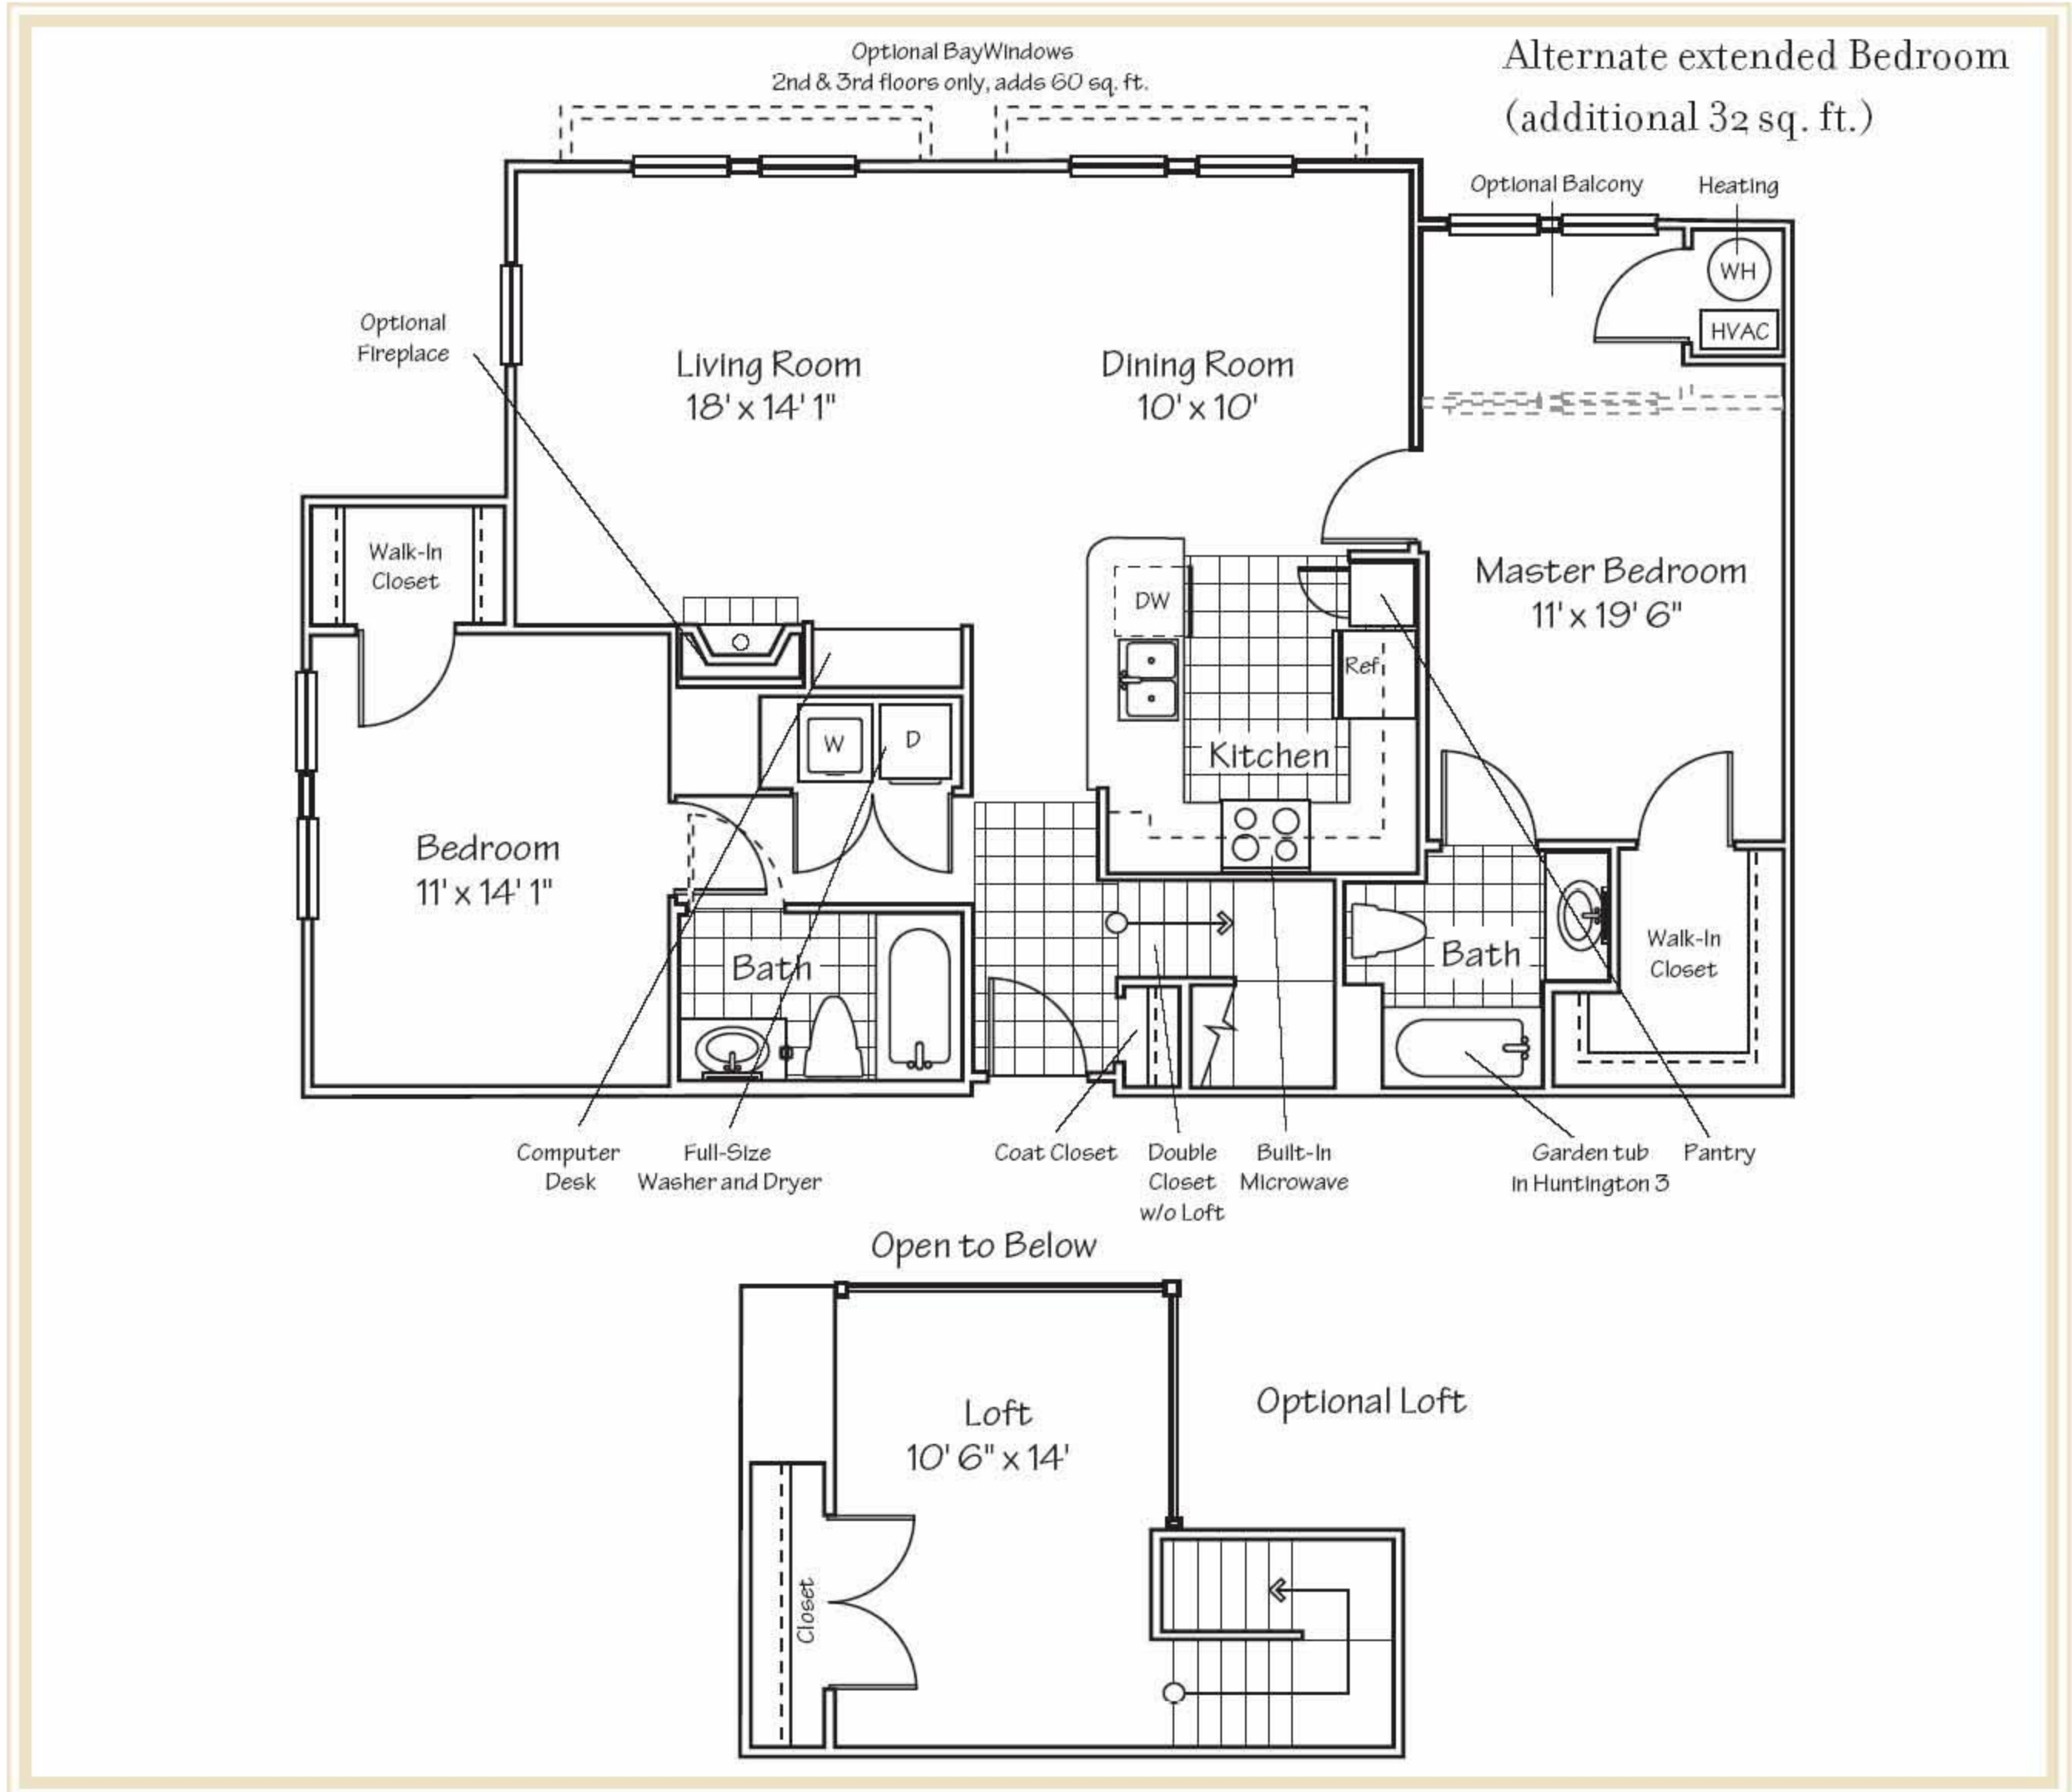 Optional BayWindows
2nd & 3rd floors only, adds 60 sq. ft.
Alternate extended Bedroom
(additional 32 sq. ft.)
Optional Balcony
Heating
WH
HVAC
Optional
Fireplace
Living Room
18' x 14' 1"
Dining Room
10' x 10'
Walk-In
Closet
DW
Master Bedroom
11' x 19' 6"
Ref.
W
D
Kitchen
Bedroom
11' x 14' 1"
Bath
Bath
Walk-In
Closet
Computer
Desk
Full-Size
Washer and Dryer
Coat Closet
Double
Closet
w/o Loft
Built-In
Microwave
Garden tub
in Huntington 3
Pantry
Open to Below
Loft
10' 6" x 14'
Optional Loft
Closet